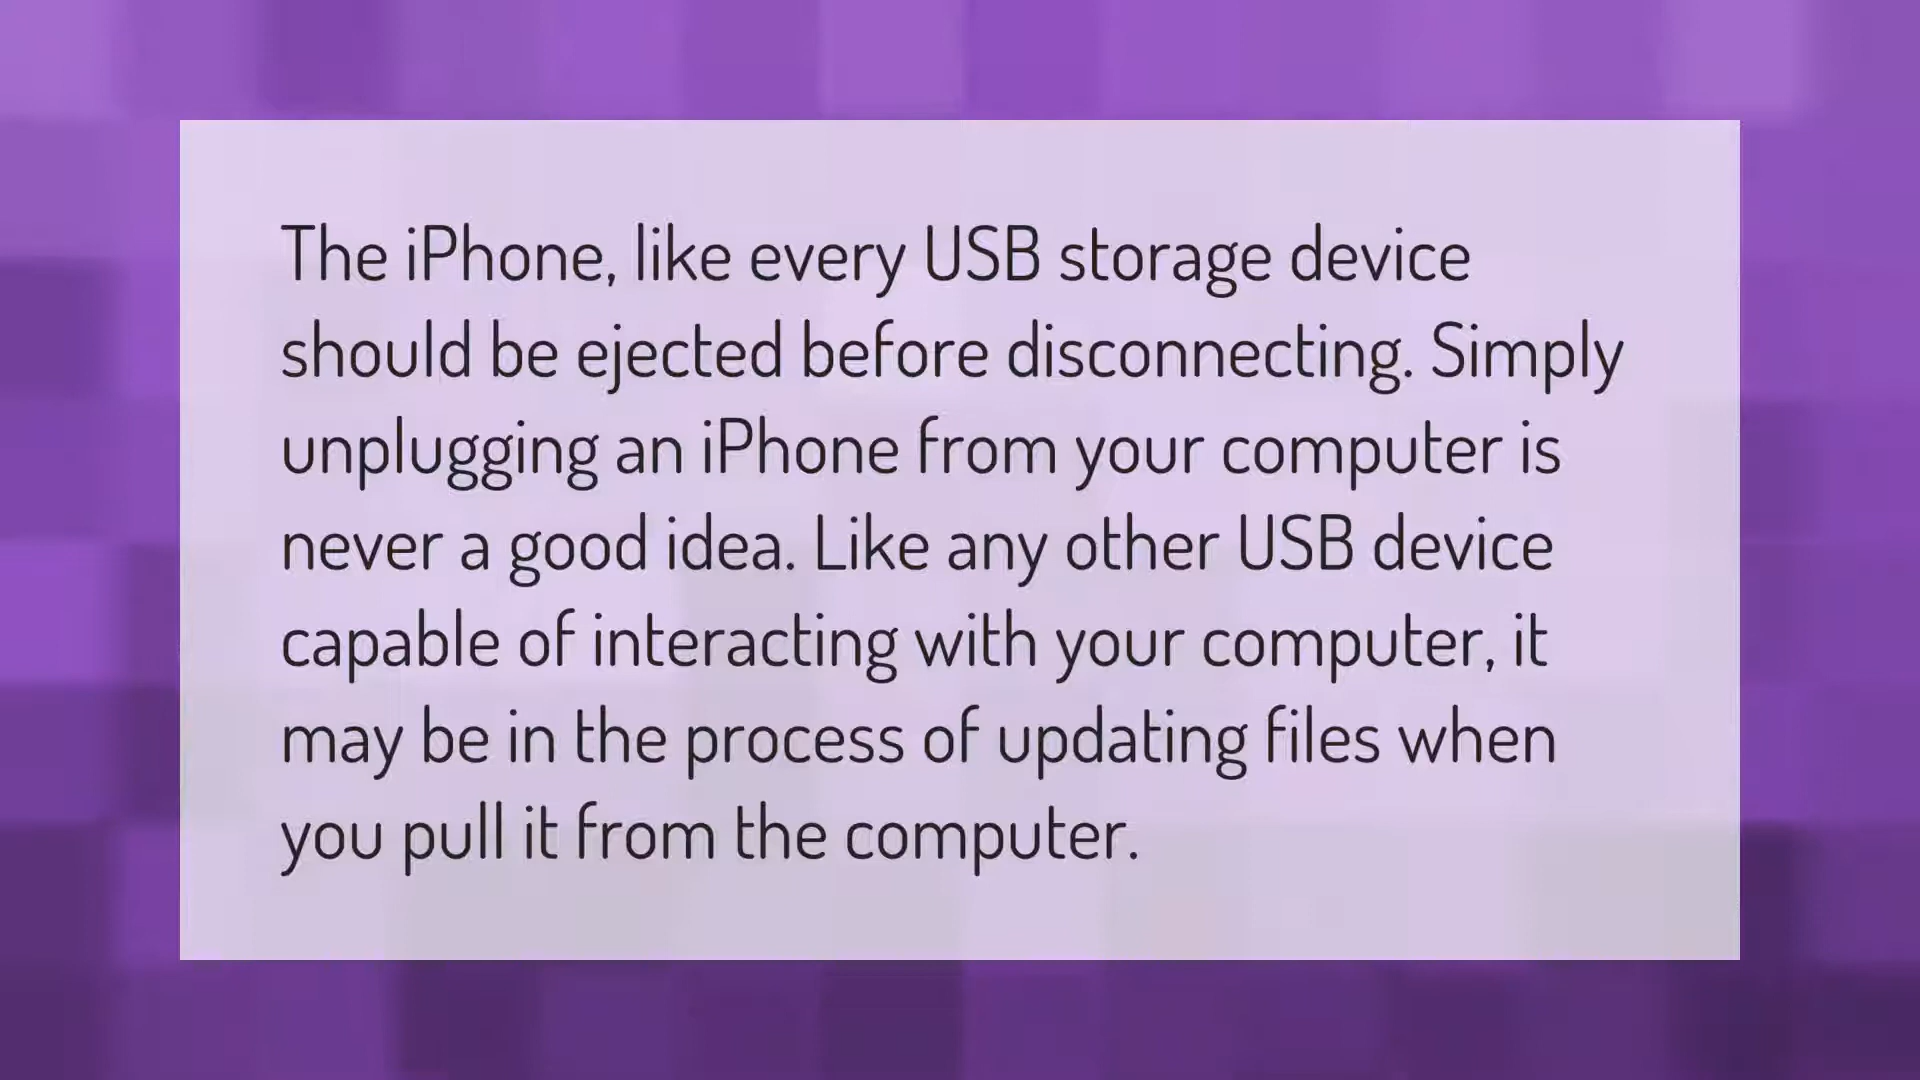 The iPhone, like every USB storage device
should be ejected before disconnecting. Simply
unplugging an iPhone from your computer is
never a good idea. Like any other USB device
capable of interacting with your computer, it
may be in the process of updating files when
you pull it from the computer.